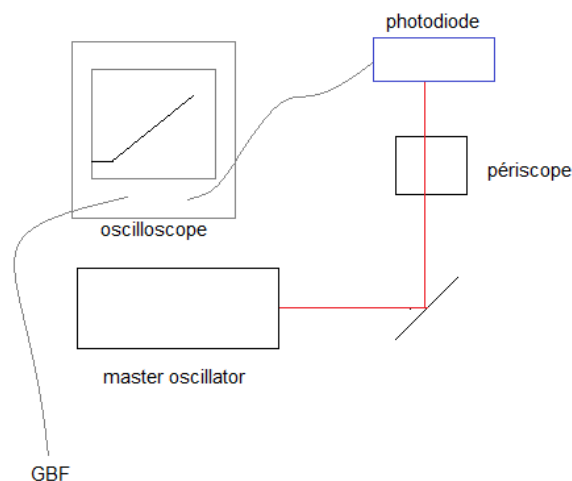 photodiode
périscope
oscilloscope
master oscillator
GBF